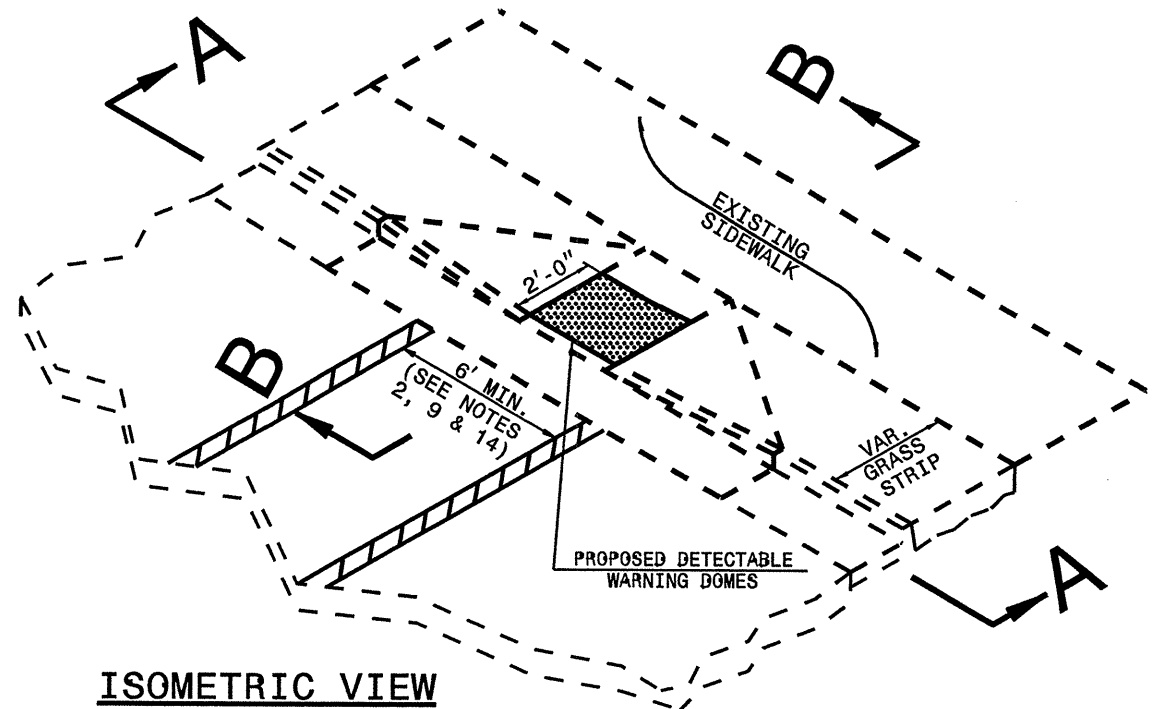 A
B
EXISTING
SIDEWALK
2'-0"
B
6' MIN.
(SEE NOTES
2, 9 & 14)
VAR.
GRASS
STRIP
PROPOSED DETECTABLE
WARNING DOMES
A
ISOMETRIC VIEW